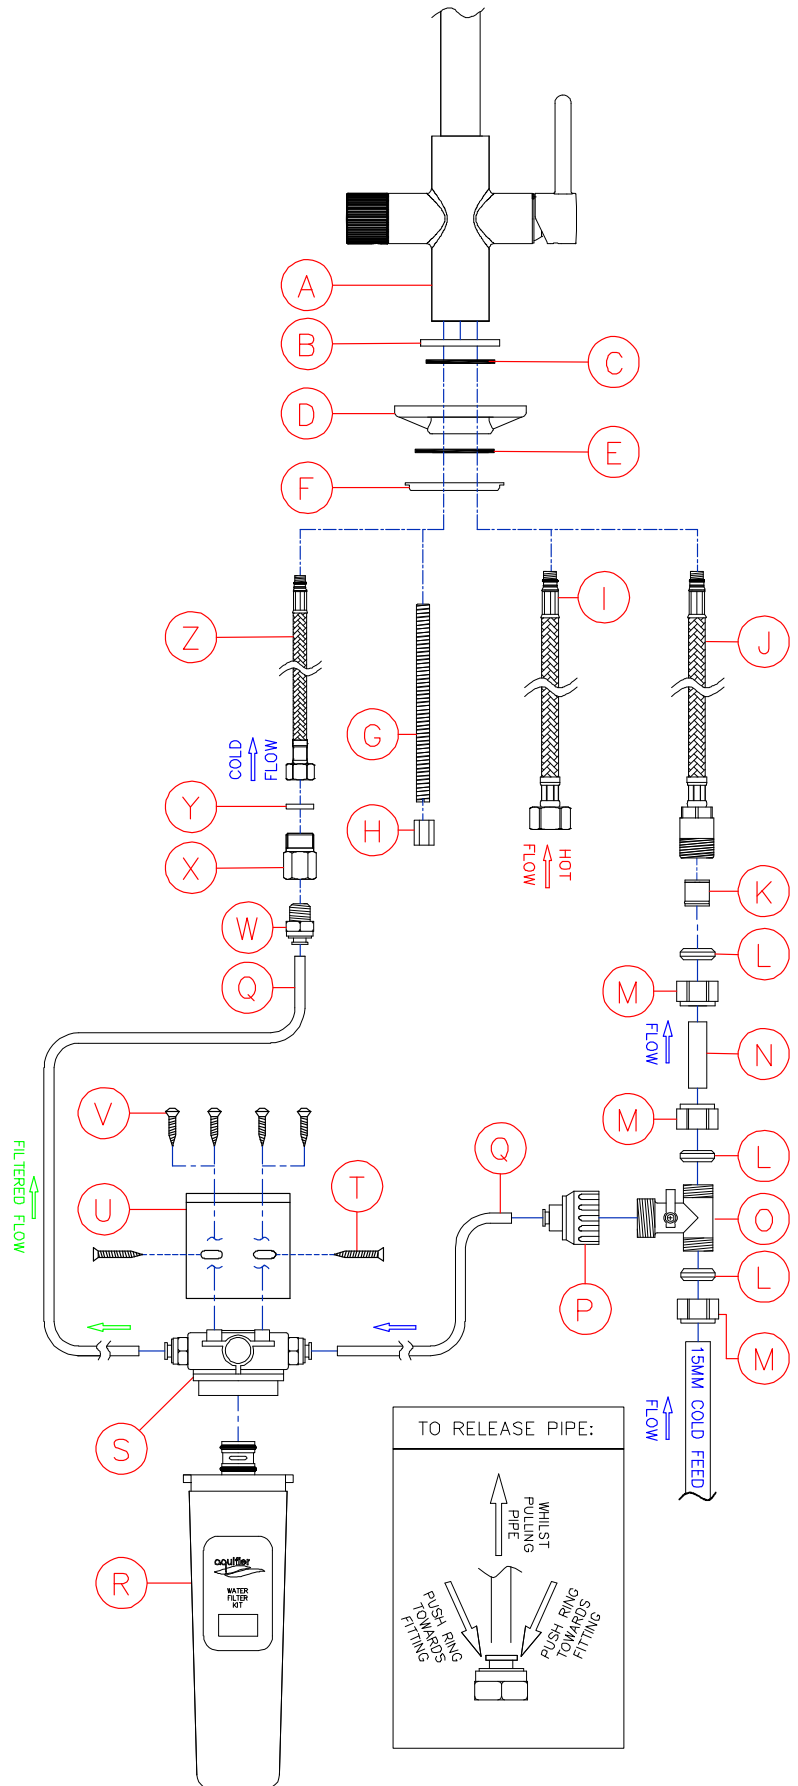 A
B
C
D
E
F
I
Z
J
COLD
FLOW
G
Y
H
HOT
FLOW
X
K
W
L
Q
M
FLOW
N
V
M
Q
L
FILTERED FLOW
U
T
O
P
L
M
S
15MM COLD FEED
FLOW
TO RELEASE PIPE:
WHILST
PULLING
PIPE
PUSH RING
TOWARDS
FITTING
PUSH RING
TOWARDS
FITTING
R
aquifier
WATER
FILTER
KIT